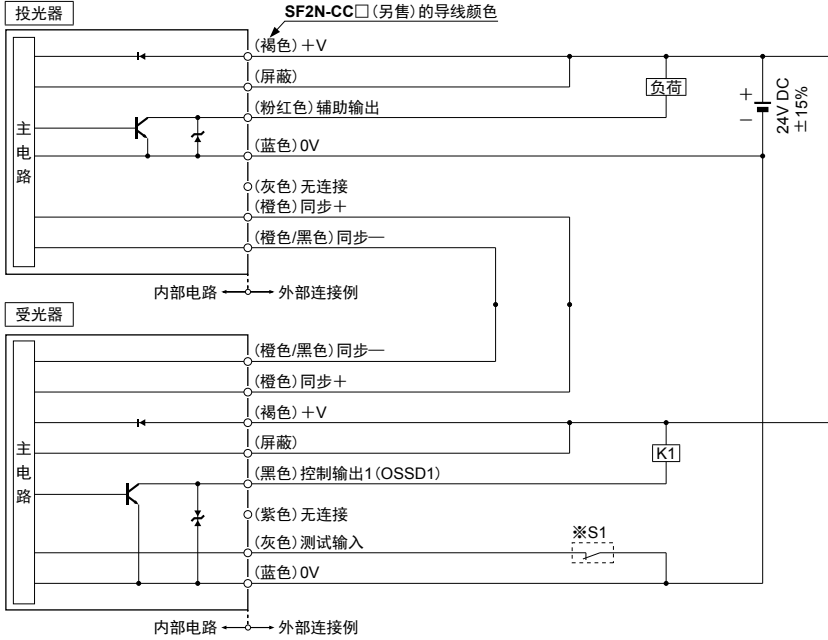 投光器
SF2N-CC□(另售)的导线颜色
(褐色)＋V
(屏蔽)
负荷
(粉红色)辅助输出
＋
－
24V DC
±15%
主电路
(蓝色)0V
(灰色)无连接
(橙色)同步＋
(橙色/黑色)同步—
内部电路
外部连接例
受光器
(橙色/黑色)同步—
(橙色)同步＋
(褐色)＋V
(屏蔽)
K1
主电路
(黑色)控制输出1(OSSD1)
(紫色)无连接
※S1
(灰色)测试输入
(蓝色)0V
内部电路
外部连接例